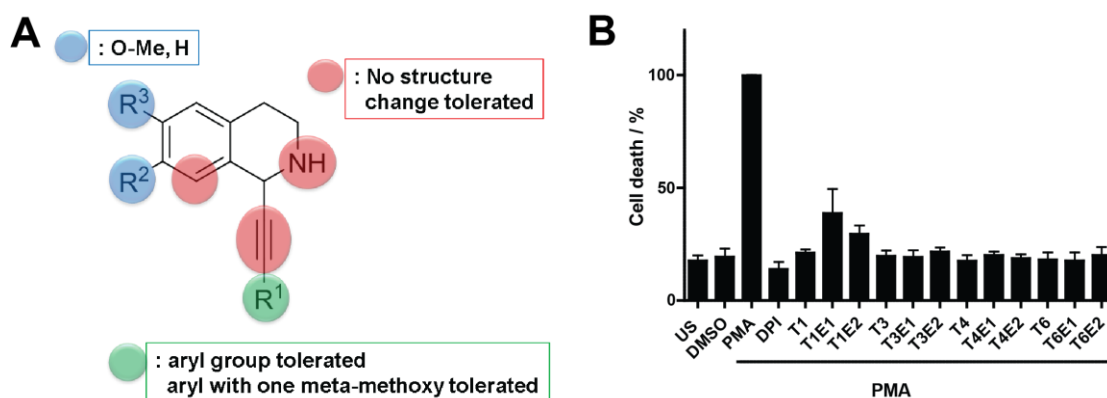 A
: O-Me, H
: No structure
change tolerated
R³
R²
NH
R¹
: aryl group tolerated
aryl with one meta-methoxy tolerated
B
Cell death / %
100
50
0
US
DMSO
PMA
DPI
T1
T1E1
T1E2
T3
T3E1
T3E2
T4
T4E1
T4E2
T6
T6E1
T6E2
PMA